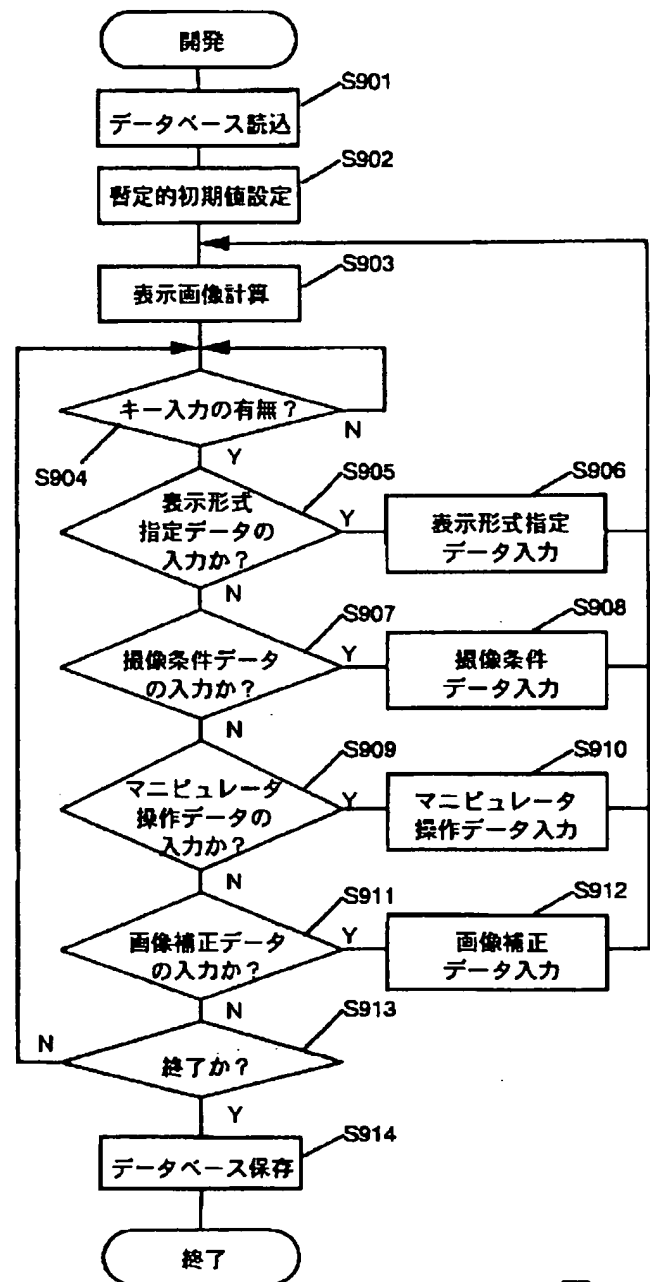 開発
S901
データベース読込
S902
暫定的初期値設定
S903
表示画像計算
キー入力の有無？
N
S904
Y
S905
表示形式
指定データの
入力か？
Y
S906
表示形式指定
データ入力
N
S907
撮像条件データ
の入力か？
Y
S908
撮像条件
データ入力
N
S909
マニピュレータ
操作データの
入力か？
Y
S910
マニピュレータ
操作データ入力
N
S911
画像補正データ
の入力か？
Y
S912
画像補正
データ入力
N
S913
終了か？
N
Y
S914
データベース保存
終了